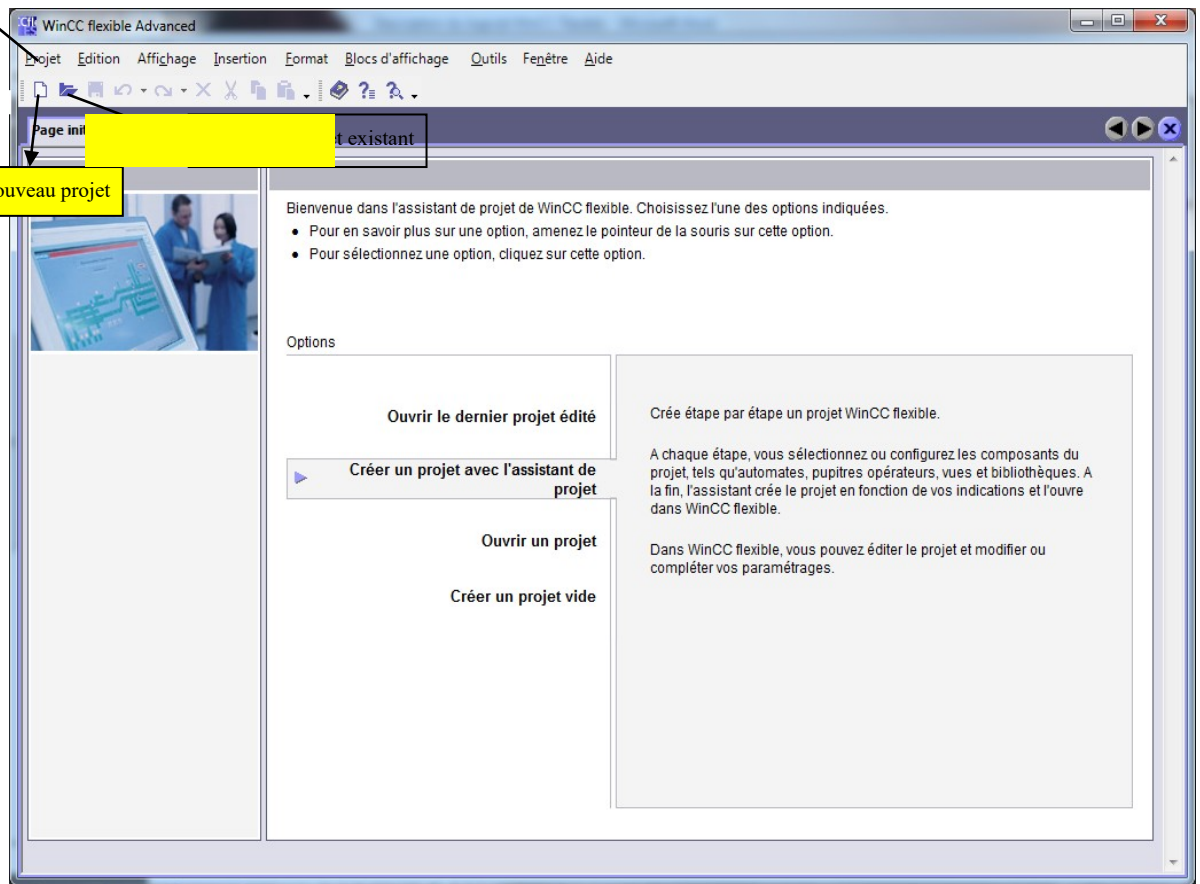 WinCC flexible Advanced
Projet Edition Affichage Insertion Format Blocs d'affichage Outils Fenêtre Aide
Page
existant
projet
Bienvenue dans l'assistant de projet de WinCC flexible. Choisissez l'une des options indiquées.
• Pour en savoir plus sur une option, amenez le pointeur de la souris sur cette option.
• Pour sélectionnez une option, cliquez sur cette option.
Options
Ouvrir le dernier projet édité
Créer un projet avec l'assistant de
projet
Ouvrir un projet
Créer un projet vide
Crée étape par étape un projet WinCC flexible.
A chaque étape, vous sélectionnez ou configurez les composants du
projet, tels qu'automates, pupitres opérateurs, vues et bibliothèques. A
la fin, l'assistant crée le projet en fonction de vos indications et l'ouvre
dans WinCC flexible.
Dans WinCC flexible, vous pouvez éditer le projet et modifier ou
compléter vos paramétrages.